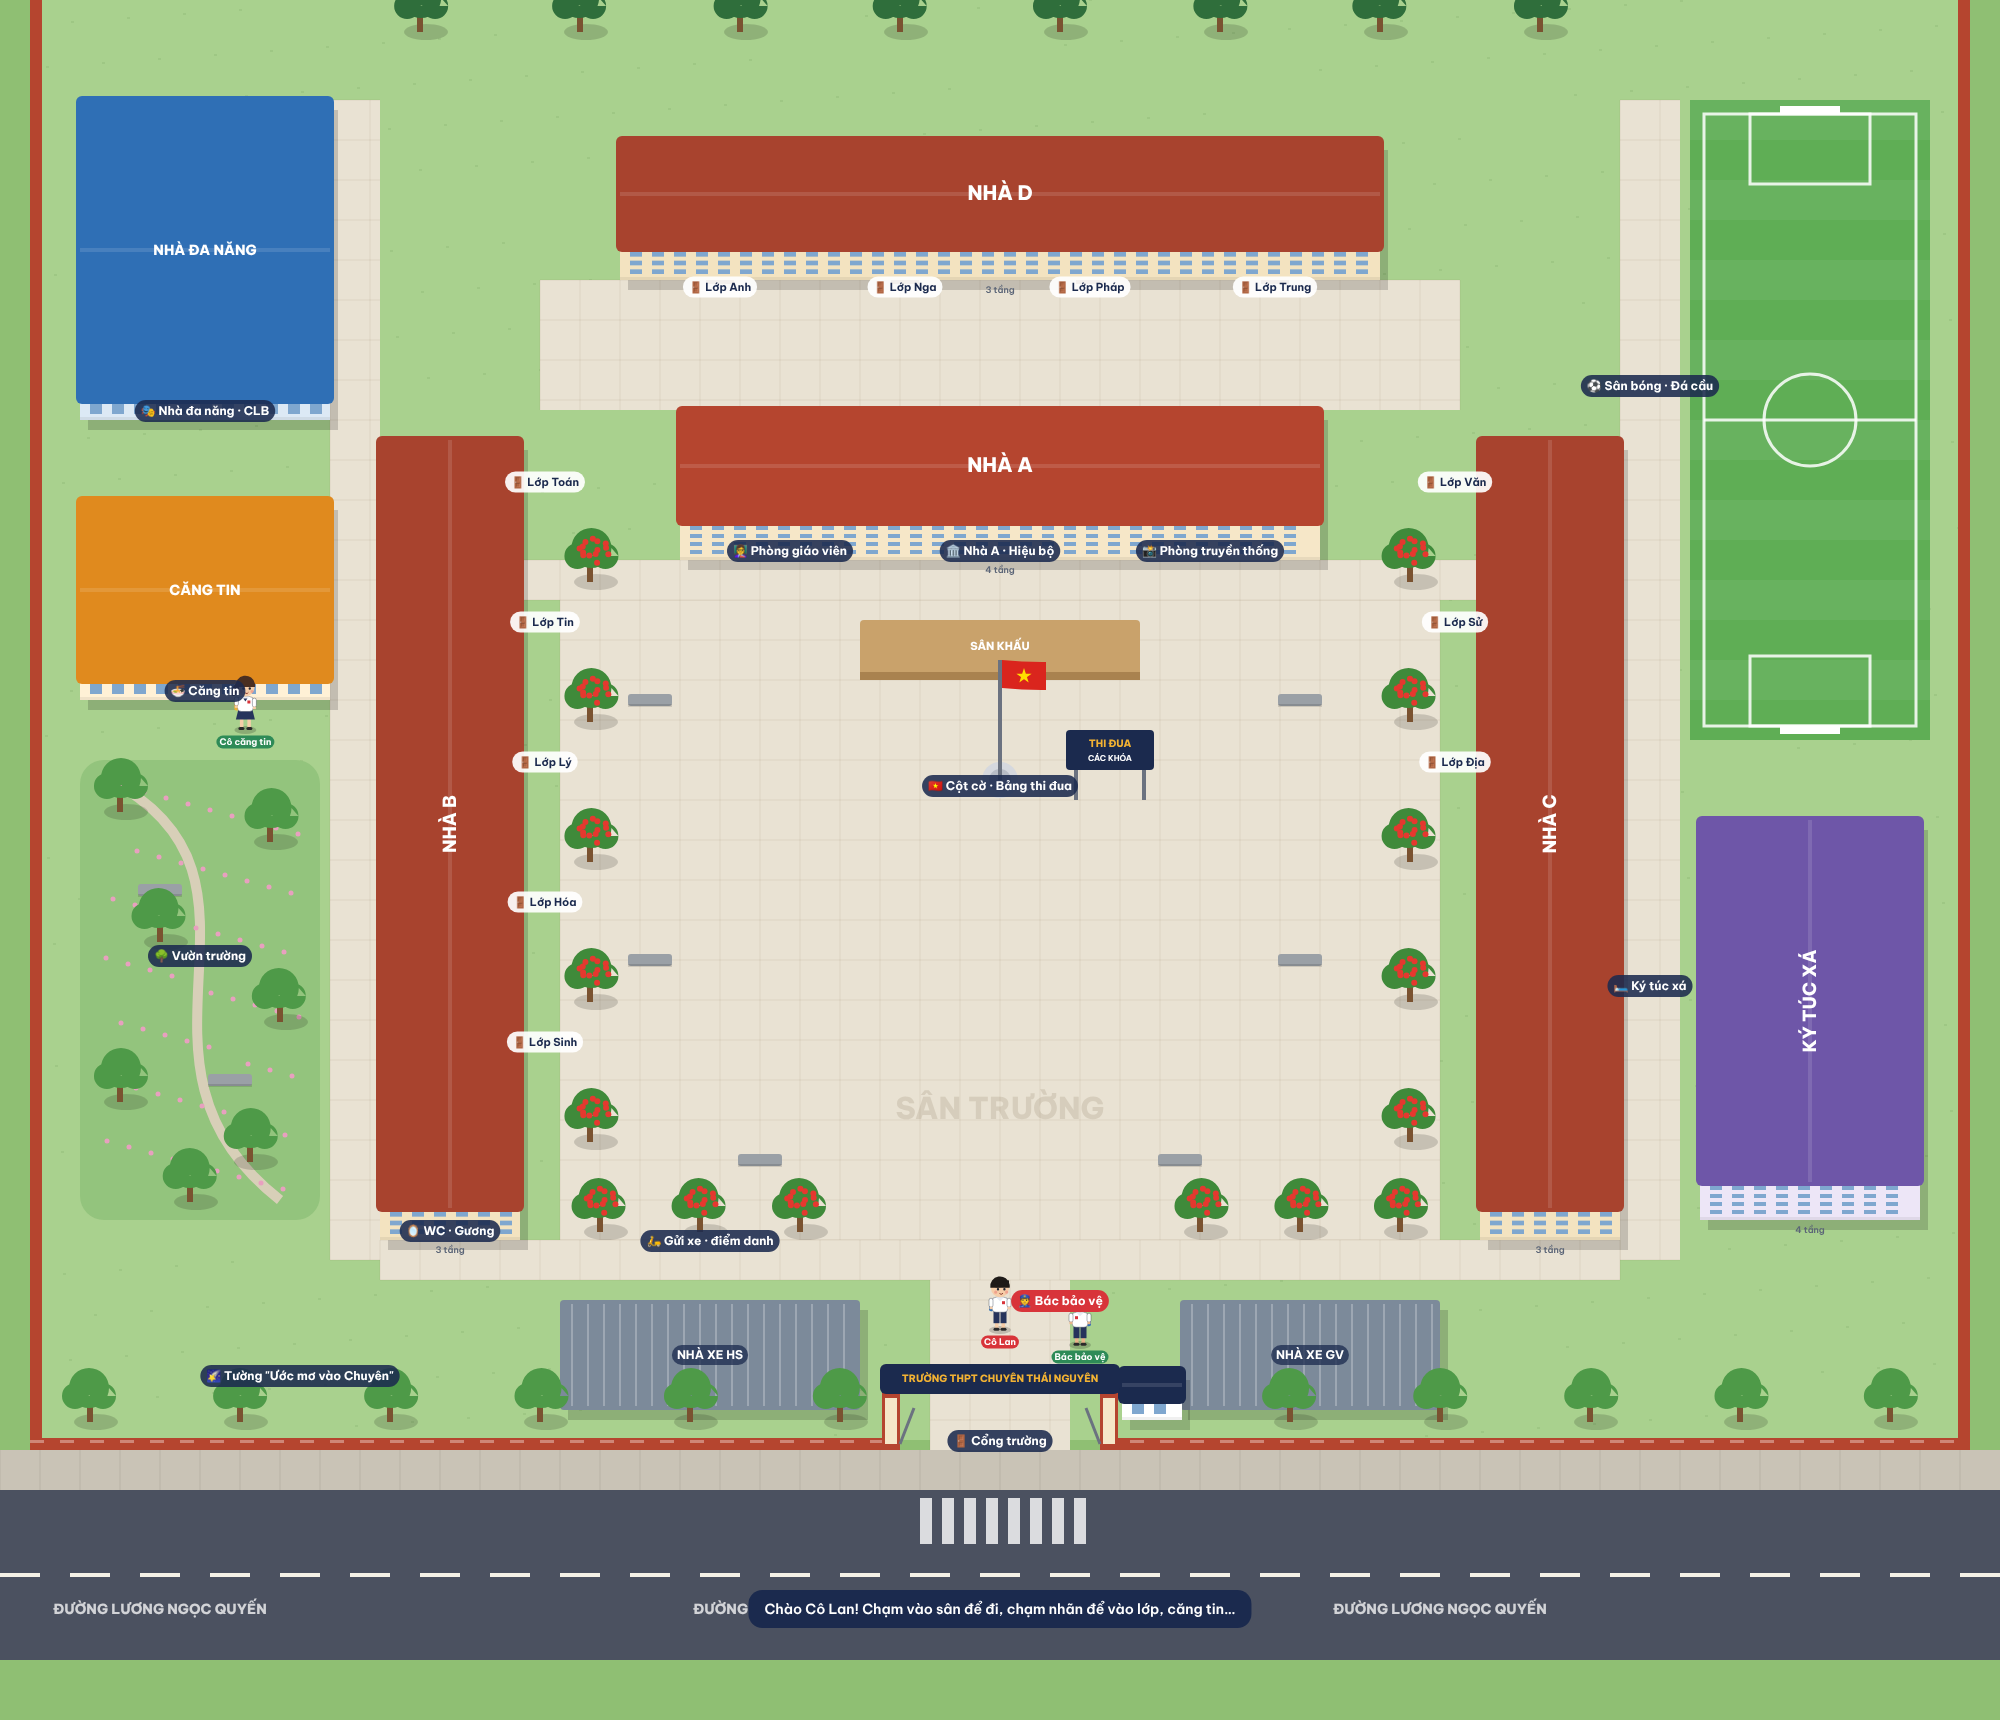 NHÀ D
NHÀ ĐA NĂNG
🚪 Lớp Anh
🚪 Lớp Nga
3 tầng
🚪 Lớp Pháp
🚪 Lớp Trung
⚽ Sân bóng · Đá cầu
🎭 Nhà đa năng · CLB
NHÀ A
🚪 Lớp Toán
🚪 Lớp Văn
👩‍🏫 Phòng giáo viên
🏛️ Nhà A · Hiệu bộ
📸 Phòng truyền thống
4 tầng
CĂNG TIN
🚪 Lớp Tin
🚪 Lớp Sử
SÂN KHẤU
🍜 Căng tin
Cô căng tin
THI ĐUA
CÁC KHÓA
🚪 Lớp Lý
🚪 Lớp Địa
🇻🇳 Cột cờ · Bảng thi đua
NHÀ B
NHÀ C
🚪 Lớp Hóa
🌳 Vườn trường
🛏️ Ký túc xá
KÝ TÚC XÁ
🚪 Lớp Sinh
SÂN TRƯỜNG
🪞 WC · Gương
3 tầng
🛵 Gửi xe · điểm danh
3 tầng
4 tầng
👮 Bác bảo vệ
Cô Lan
Bác bảo vệ
NHÀ XE HS
NHÀ XE GV
🌠 Tường "Ước mơ vào Chuyên"
TRƯỜNG THPT CHUYÊN THÁI NGUYÊN
🚪 Cổng trường
ĐƯỜNG LƯƠNG NGỌC QUYẾN
ĐƯỜNG
Chào Cô Lan! Chạm vào sân để đi, chạm nhãn để vào lớp, căng tin...
ĐƯỜNG LƯƠNG NGỌC QUYẾN